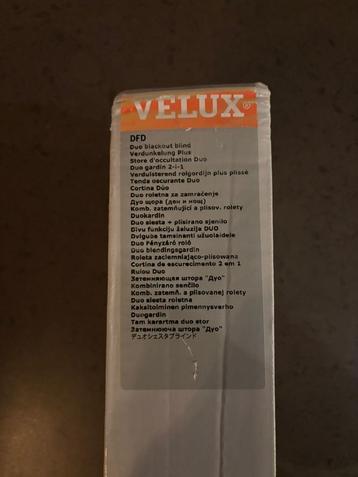 VELUX®
DFD
Duo blackout blind
Verdunkelung Plus
Store d'occultation Duo
Duo gardin 2-i-1
Verduisterend rolgordijn plus plissé
Tenda oscurante Duo
Cortina Dúo
Duo roletna za zamračenje
Дуо щора (ден и нощ)
Komb. zatemňující a plisov. rolety
Duokardin
Duo siesta + plisirano sjenilo
Divu funkciju žalūzija DUO
Dviguba tamsinanti užuolaidėlė
Duo Fényzáró roló
Duo blendingsgardin
Roleta zaciemniająco-plisowana
Cortina de escurecimento 2 em 1
Rulou Duo
Затемняющая штора "Дуо"
Kombinirano senčilo
Komb. zatemň. a plisovanej rolety
Duo siesta roletna
Kaksitoiminen pimennysverho
Duogardin
Tam karartma duo stor
Затемнююча штора "Дуо"
デュオシェスタブラインド